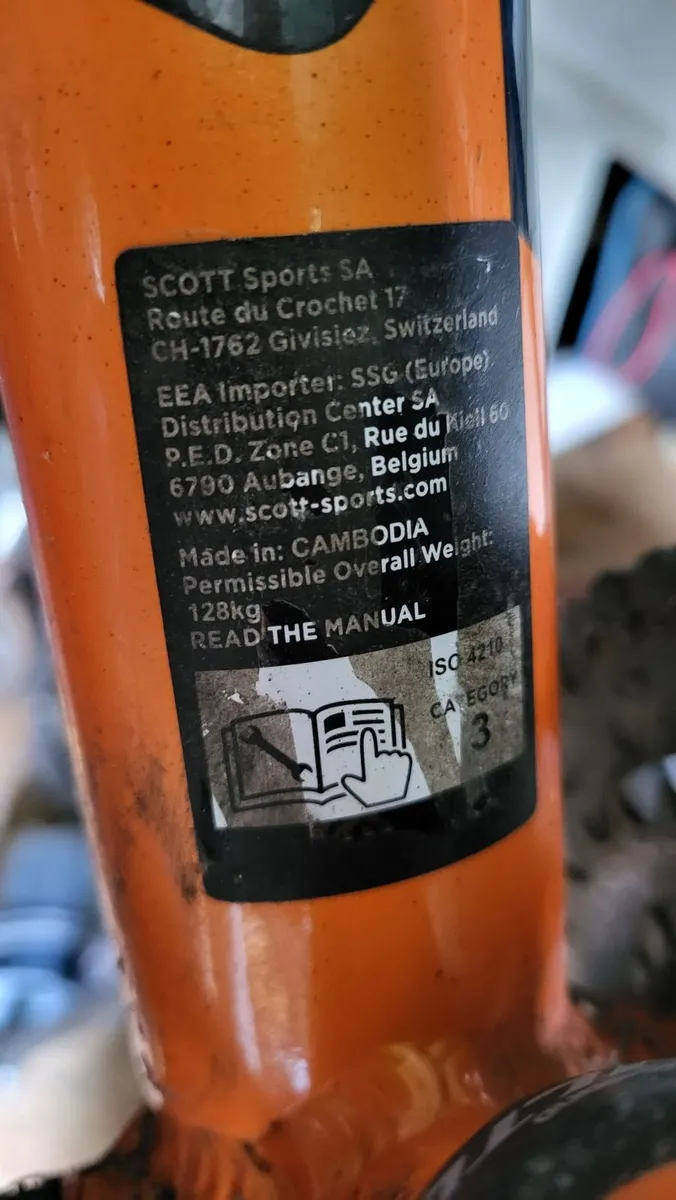 SCOTT Sports SA
Route du Crochet 17
CH-1762 Givisiez, Switzerland
EEA Importer: SSG (Europe)
Distribution Center SA
P.E.D. Zone C1, Rue du Kiell 60
6790 Aubange, Belgium
www.scott-sports.com
Made in: CAMBODIA
Permissible Overall Weight:
128kg
READ THE MANUAL
ISO 4210
CATEGORY
3